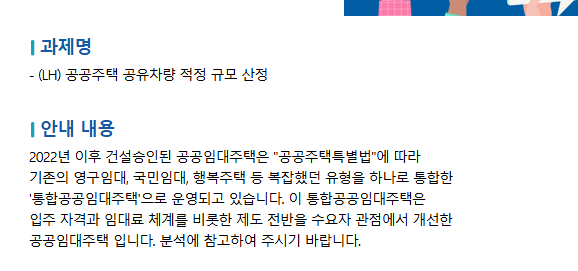 과제명
- (LH) 공공주택 공유차량 적정 규모 산정
안내 내용
2022년 이후 건설승인된 공공임대주택은 "공공주택특별법"에 따라
기존의 영구임대, 국민임대, 행복주택 등 복잡했던 유형을 하나로 통합한
'통합공공임대주택'으로 운영되고 있습니다. 이 통합공공임대주택은
입주 자격과 임대료 체계를 비롯한 제도 전반을 수요자 관점에서 개선한
공공임대주택 입니다. 분석에 참고하여 주시기 바랍니다.